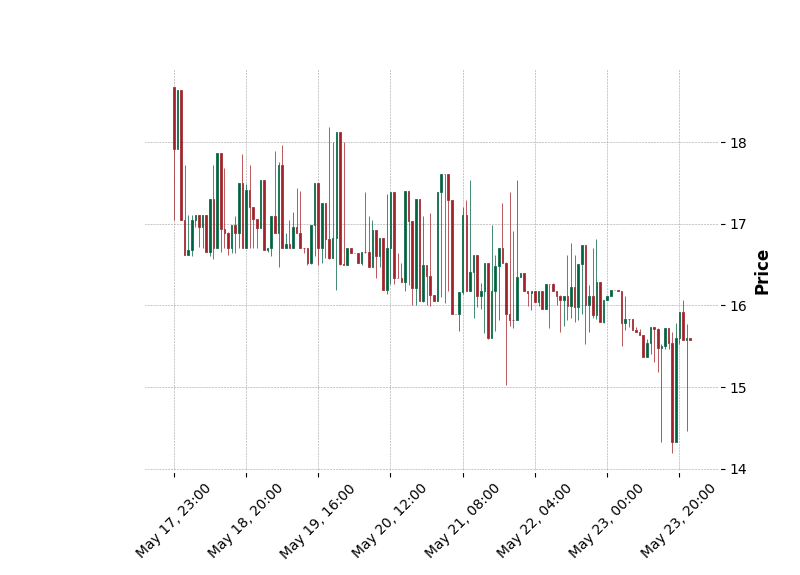 18
17
16
15
14
Price
May 17, 23:00
May 18, 20:00
May 19, 16:00
May 20, 12:00
May 21, 08:00
May 22, 04:00
May 23, 00:00
May 23, 20:00